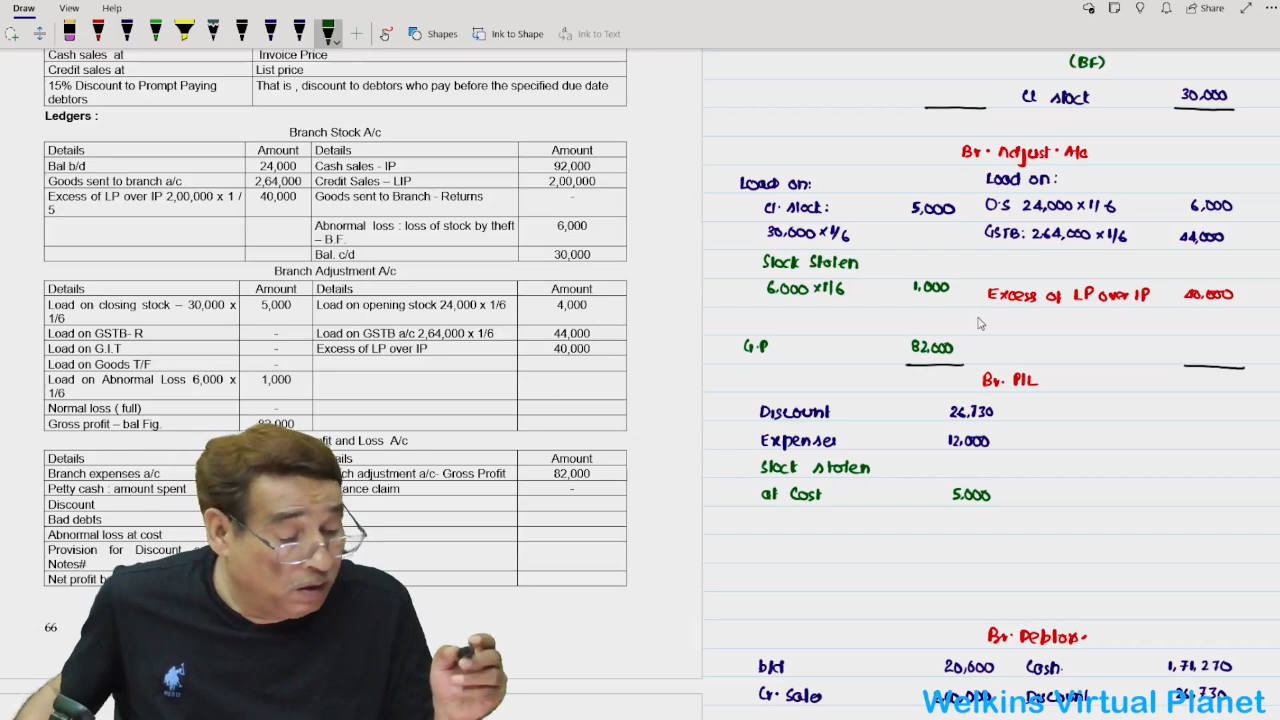 Draw View Help
Share
Shapes Ink to Shape Ink to Text
Cash sales at Invoice Price
Credit sales at List price
15% Discount to Prompt Paying debtors That is , discount to debtors who pay before the specified due date
Ledgers :
Branch Stock A/c
Details Amount Details Amount
Bal b/d 24,000 Cash sales - IP 92,000
Goods sent to branch a/c 2,64,000 Credit Sales – LIP 2,00,000
Excess of LP over IP 2,00,000 x 1 / 5 40,000 Goods sent to Branch - Returns -
Abnormal loss : loss of stock by theft – B.F. 6,000
Bal. c/d 30,000
Branch Adjustment A/c
Details Amount Details Amount
Load on closing stock – 30,000 x 1/6 5,000 Load on opening stock 24,000 x 1/6 4,000
Load on GSTB- R - Load on GSTB a/c 2,64,000 x 1/6 44,000
Load on G.I.T - Excess of LP over IP 40,000
Load on Goods T/F -
Load on Abnormal Loss 6,000 x 1/6 1,000
Normal loss ( full) -
Gross profit – bal Fig.
and Loss A/c
Details Details Amount
Branch expenses a/c adjustment a/c- Gross Profit 82,000
Petty cash : amount spent claim -
Discount
Bad debts
Abnormal loss at cost
Provision for Discount
Notes#
Net profit
66
(BF)
Cl stock 30,000
Br. Adjust. A/c
Load on: Load on:
Cl. stock: 5,000 O.S 24,000 x 1/6 6,000
30,000 x 1/6 GSTB: 264,000 x 1/6 44,000
Stock Stolen
6,000 x 1/6 1,000 Excess of LP over IP 40,000
G.P 82,000
Br. P/L
Discount 26,730
Expenses 12,000
Stock stolen
at Cost 5,000
Br. Debtors.
bM 20,600 Cash. 1,71,270
Cr. Sales Discount 26,730
Welkins Virtual Planet